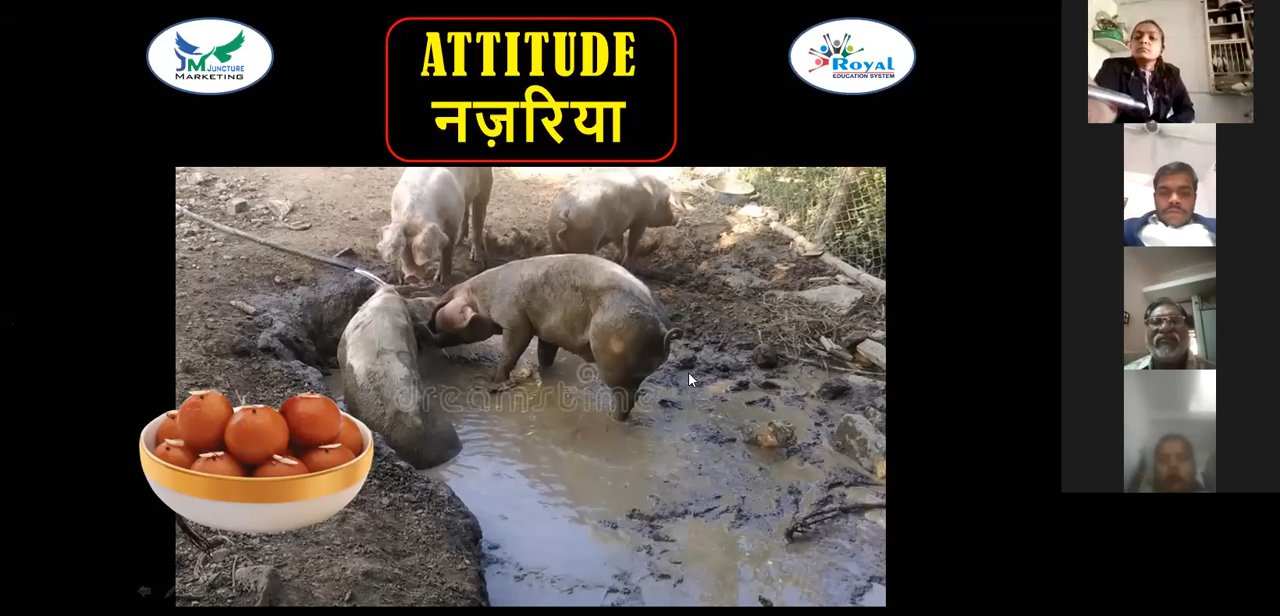 JM JUNCTURE
MARKETING
ATTITUDE
नज़रिया
Royal
EDUCATION SYSTEM
dreamstime